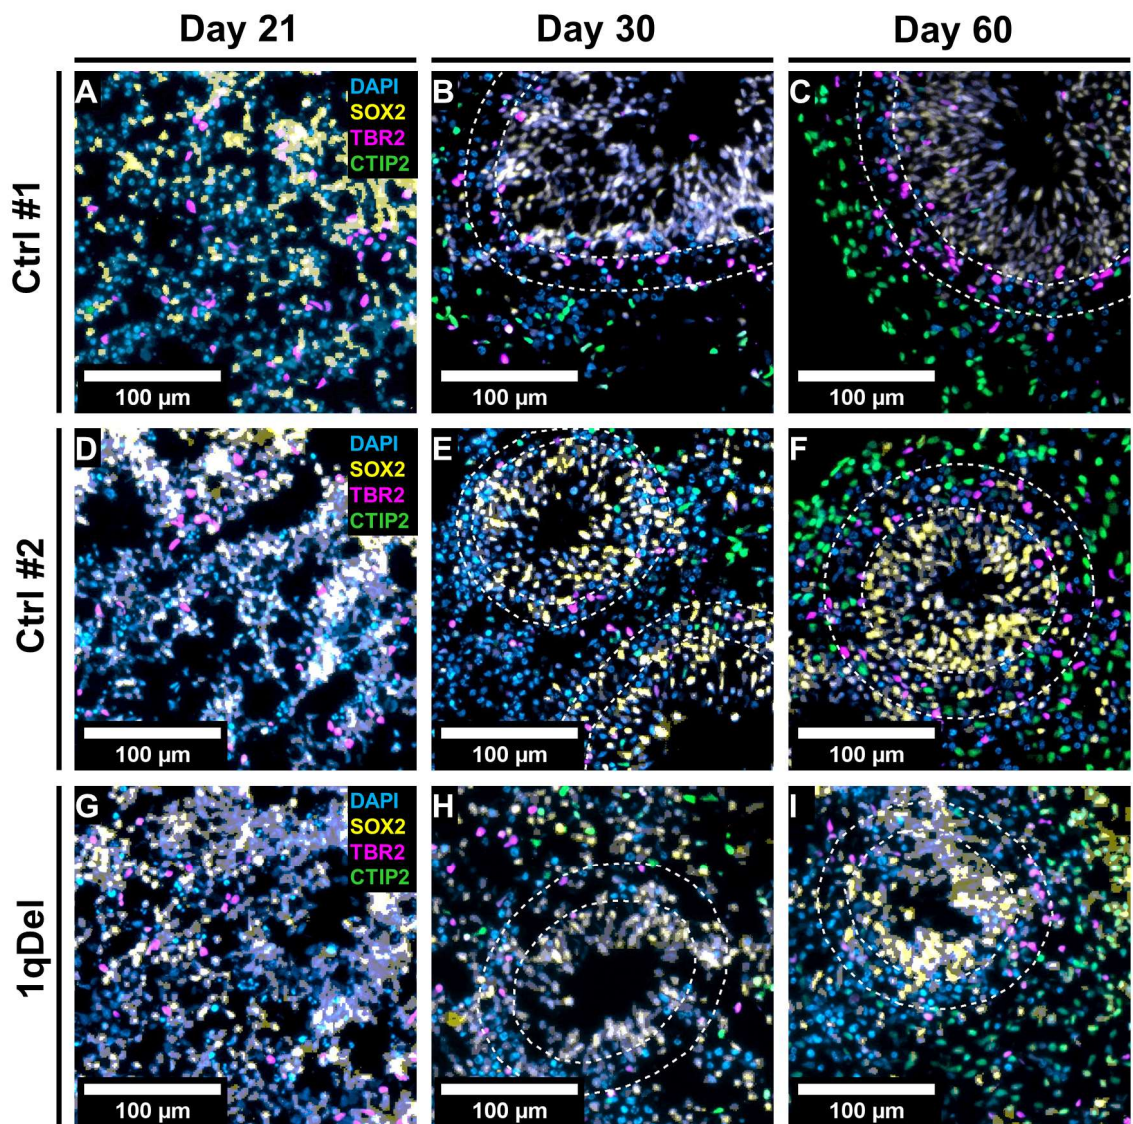 Day 21
Day 30
Day 60
Ctrl #1
A
DAPI
SOX2
TBR2
CTIP2
100 µm
B
100 µm
C
100 µm
Ctrl #2
D
DAPI
SOX2
TBR2
CTIP2
100 µm
E
100 µm
F
100 µm
1qDel
G
DAPI
SOX2
TBR2
CTIP2
100 µm
H
100 µm
I
100 µm